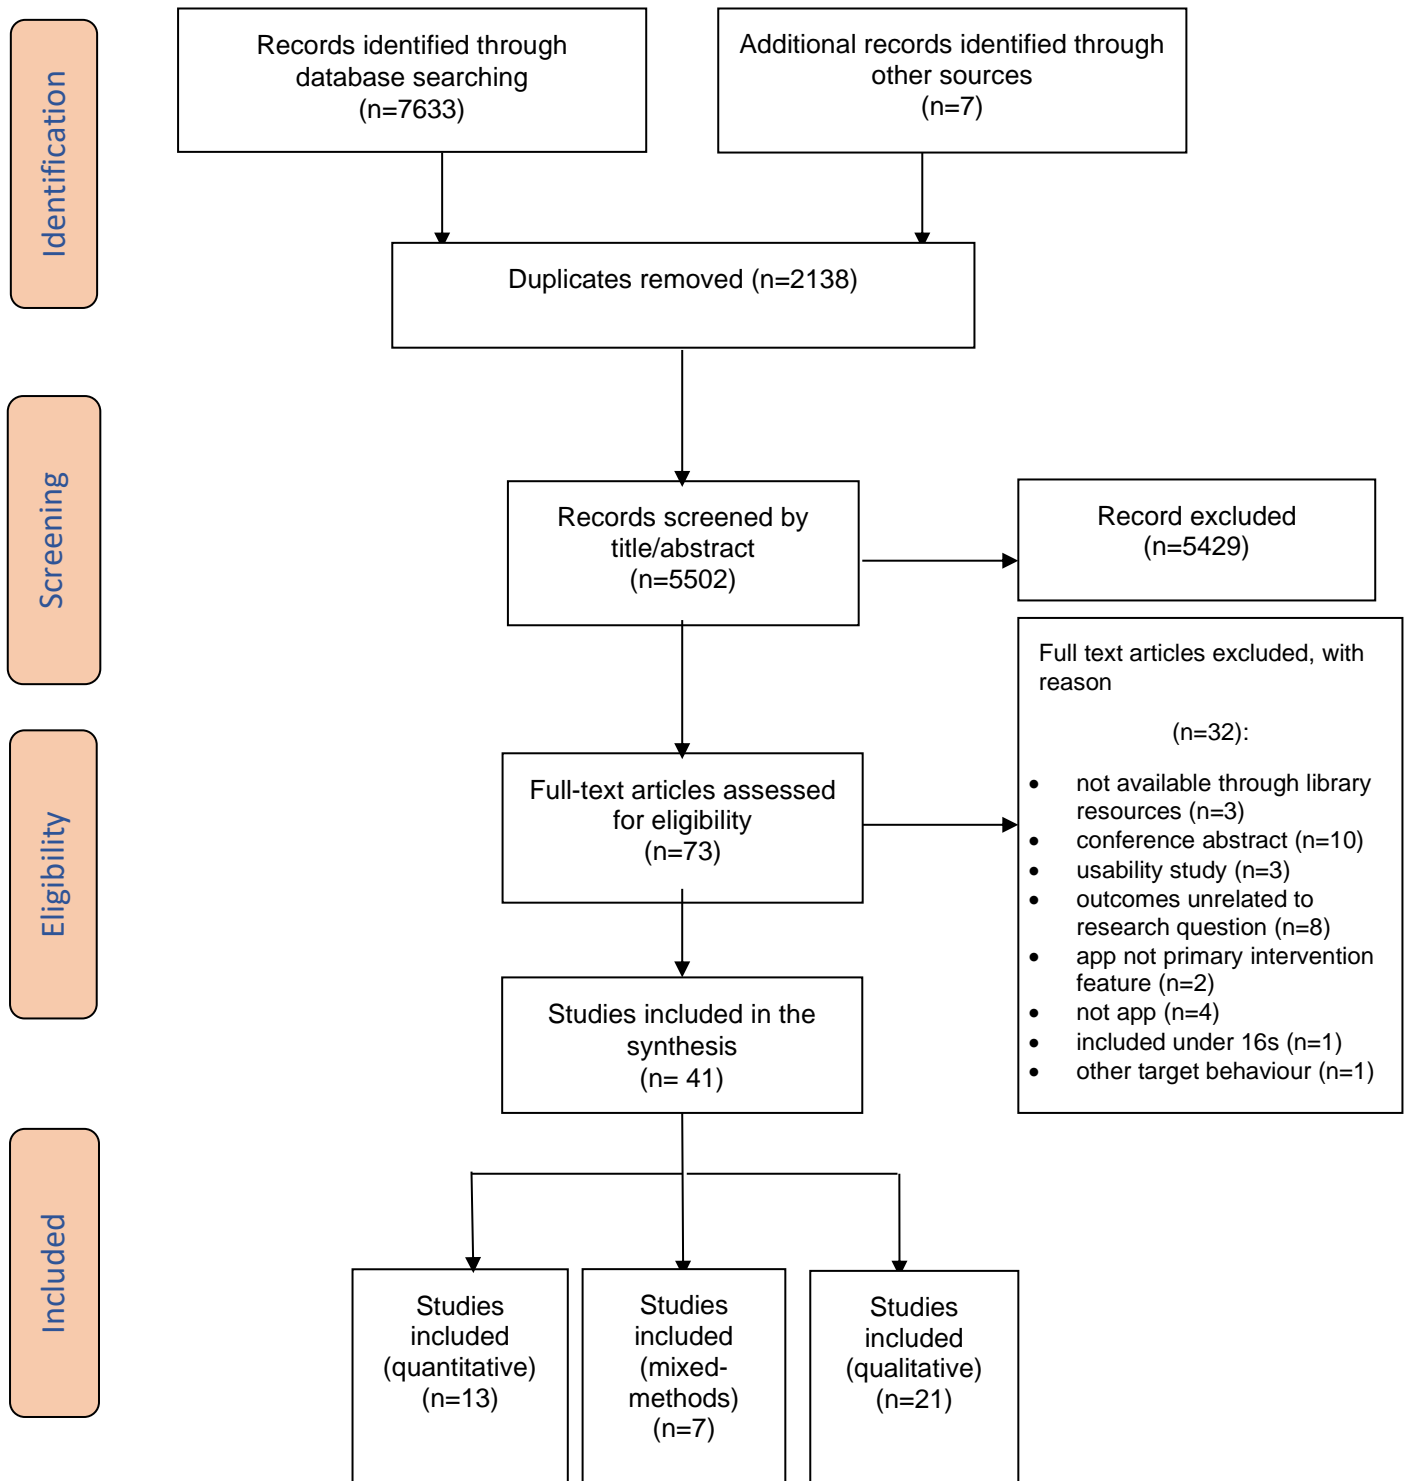 Identification
Records identified through
database searching
(n=7633)
Additional records identified through
other sources
(n=7)
Duplicates removed (n=2138)
Screening
Records screened by
title/abstract
(n=5502)
Record excluded
(n=5429)
Eligibility
Full-text articles assessed
for eligibility
(n=73)
Full text articles excluded, with
reason
(n=32):
• not available through library
resources (n=3)
• conference abstract (n=10)
• usability study (n=3)
• outcomes unrelated to
research question (n=8)
• app not primary intervention
feature (n=2)
• not app (n=4)
• included under 16s (n=1)
• other target behaviour (n=1)
Studies included in the
synthesis
(n= 41)
Included
Studies
included
(quantitative)
(n=13)
Studies
included
(mixed-
methods)
(n=7)
Studies
included
(qualitative)
(n=21)